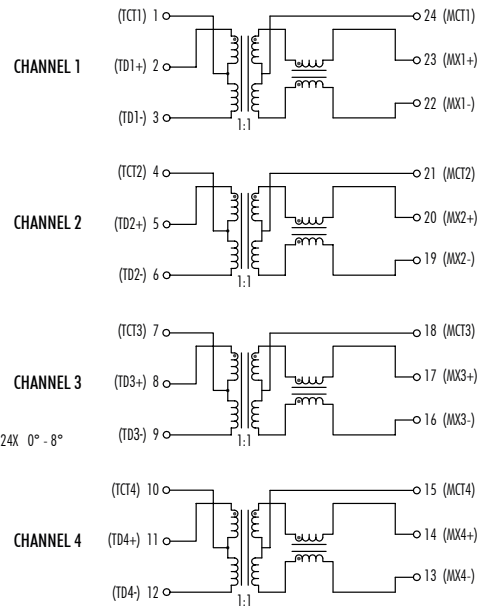 (TCT1) 1
24 (MCT1)
CHANNEL 1
(TD1+) 2
23 (MX1+)
22 (MX1-)
(TD1-) 3
1:1
(TCT2) 4
21 (MCT2)
CHANNEL 2
(TD2+) 5
20 (MX2+)
19 (MX2-)
(TD2-) 6
1:1
(TCT3) 7
18 (MCT3)
CHANNEL 3
(TD3+) 8
17 (MX3+)
16 (MX3-)
(TD3-) 9
1:1
24X 0° - 8°
(TCT4) 10
15 (MCT4)
CHANNEL 4
(TD4+) 11
14 (MX4+)
13 (MX4-)
(TD4-) 12
1:1